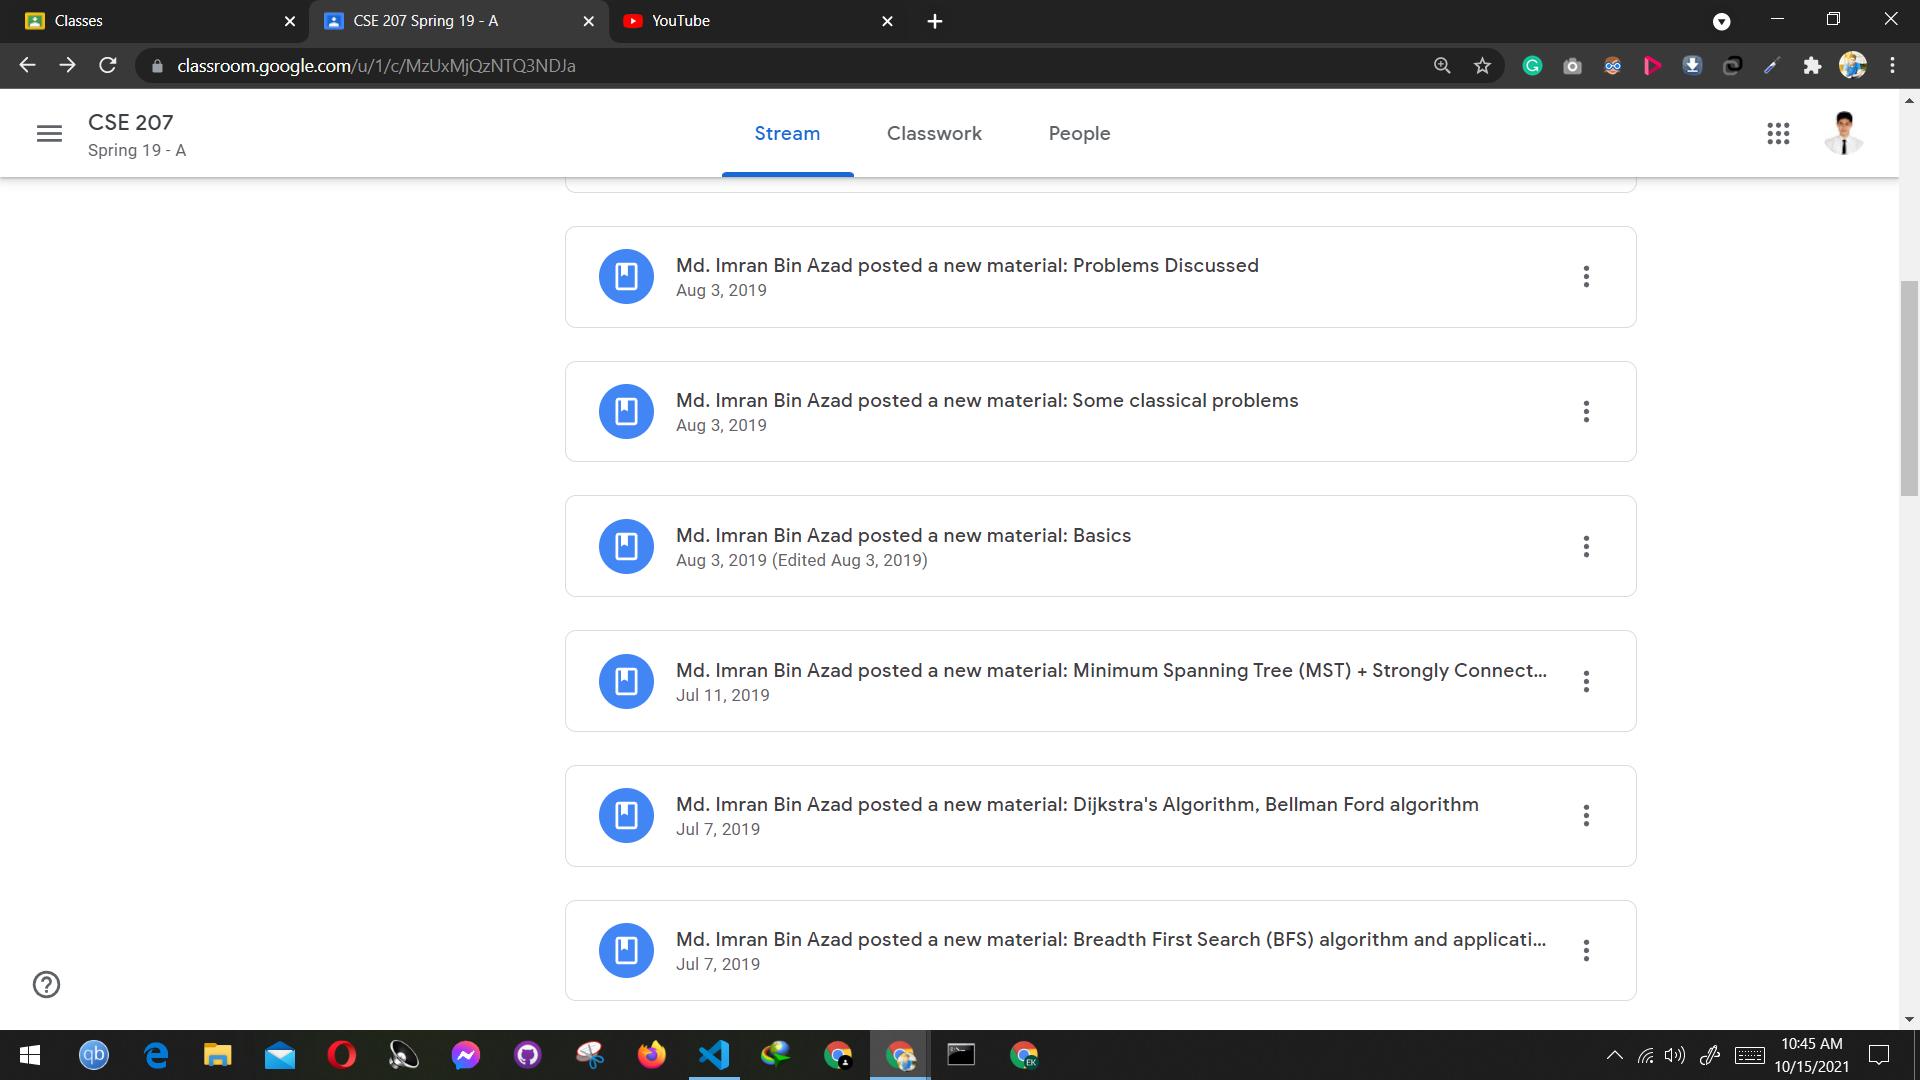 Classes
CSE 207 Spring 19 - A
YouTube
classroom.google.com/u/1/c/MzUxMjQzNTQ3NDJa
CSE 207
Spring 19 - A
Stream
Classwork
People
Md. Imran Bin Azad posted a new material: Problems Discussed
Aug 3, 2019
Md. Imran Bin Azad posted a new material: Some classical problems
Aug 3, 2019
Md. Imran Bin Azad posted a new material: Basics
Aug 3, 2019 (Edited Aug 3, 2019)
Md. Imran Bin Azad posted a new material: Minimum Spanning Tree (MST) + Strongly Connect...
Jul 11, 2019
Md. Imran Bin Azad posted a new material: Dijkstra's Algorithm, Bellman Ford algorithm
Jul 7, 2019
Md. Imran Bin Azad posted a new material: Breadth First Search (BFS) algorithm and applicati...
Jul 7, 2019
qb
EK
10:45 AM
10/15/2021